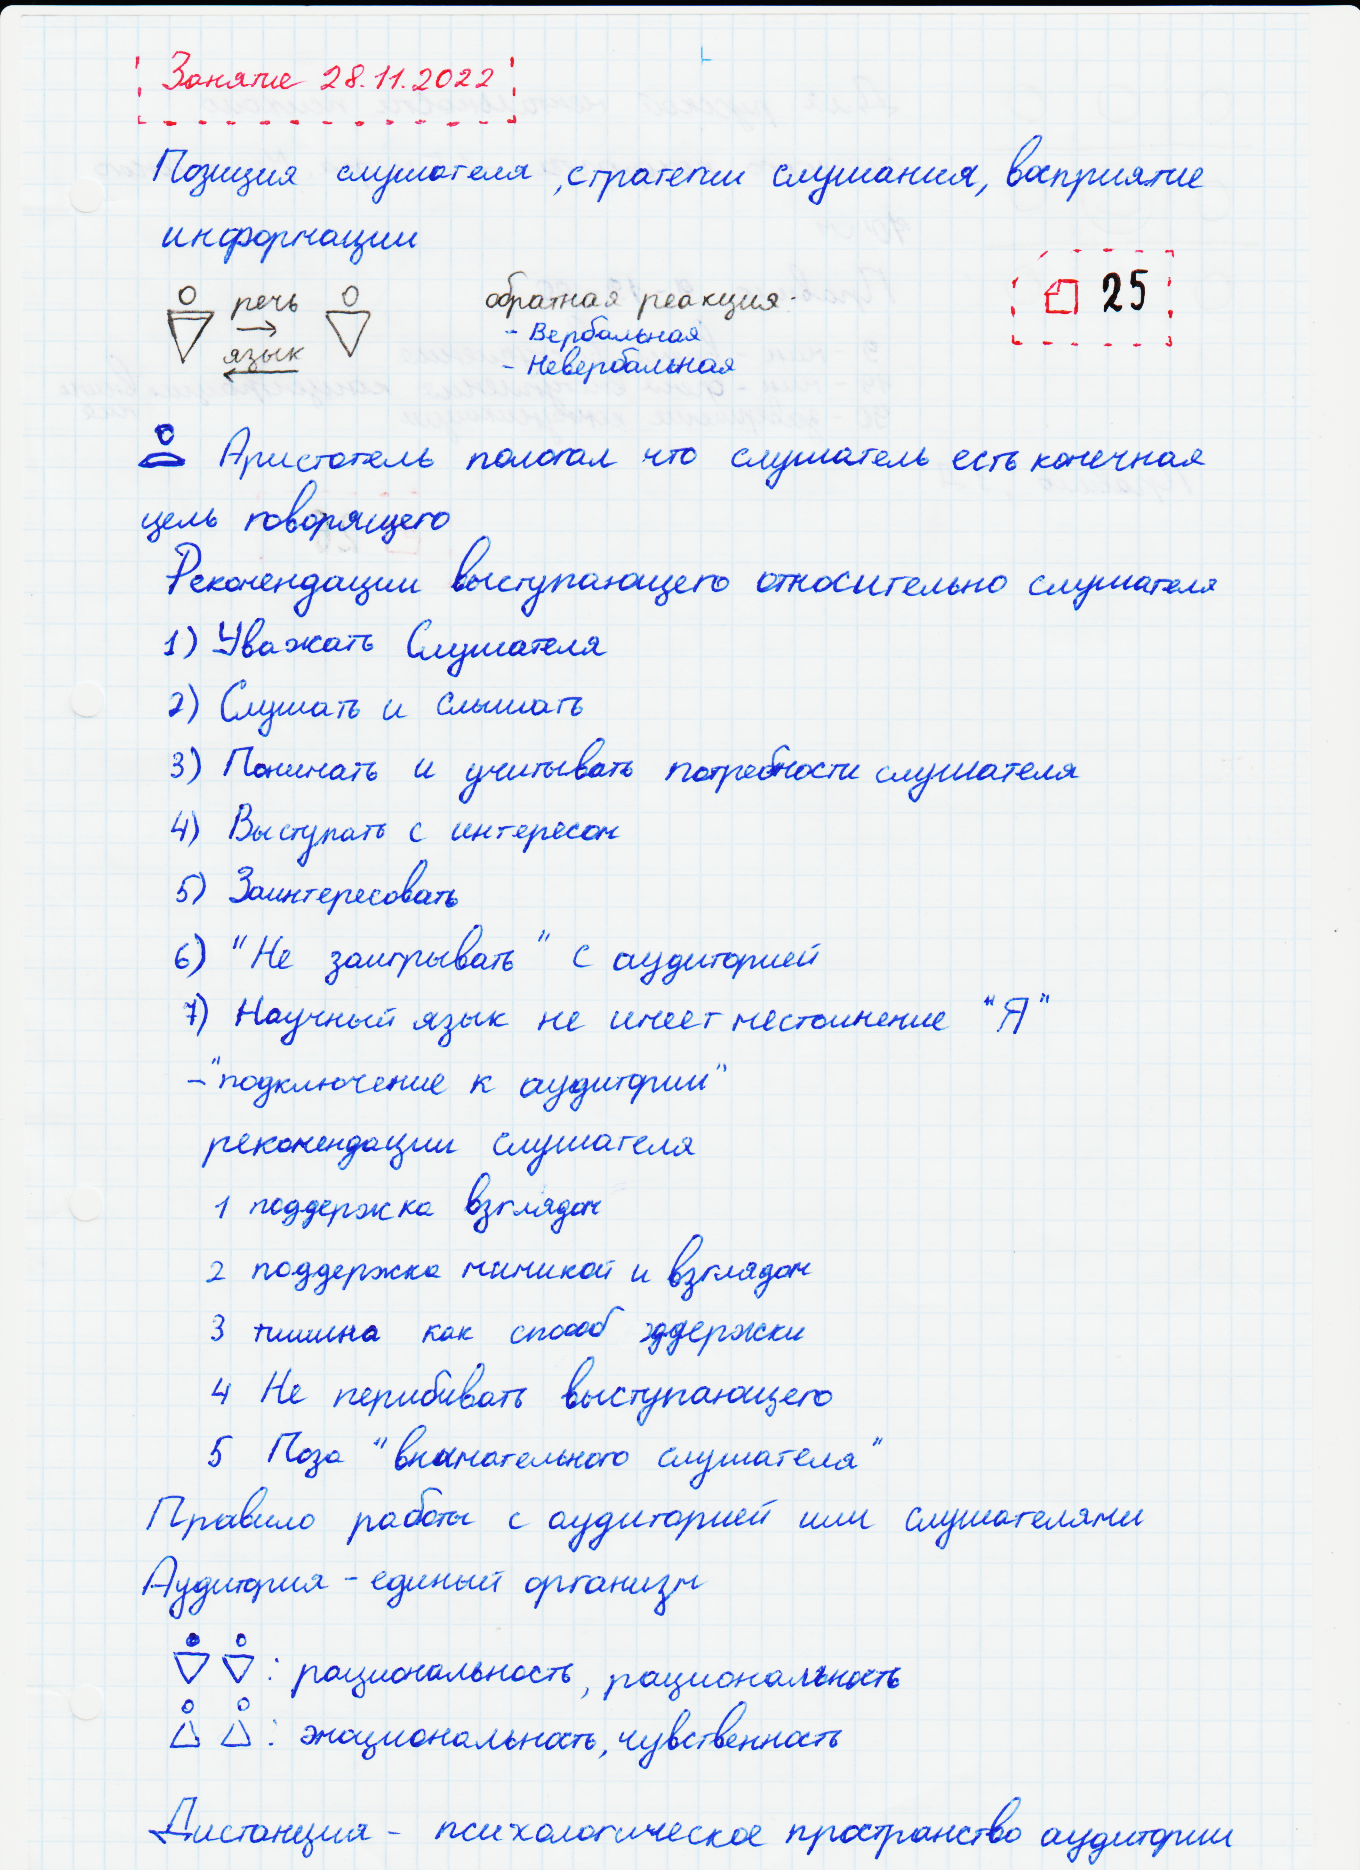 Занятие 28.11.2022
Позиция слушателя, стратегии слушания, восприятие
информации
25
речь
язык
обратная реакция.
- Вербальная
- Невербальная
Аристотель пологал что слушатель есть конечная
цель говорящего
Рекомендации выступающего относительно слушателя
1) Уважать Слушателя
2) Слушать и слышать
3) Понимать и учитывать потребности слушателя
4) Выступать с интересом
5) Заинтересовать
6) "Не заигрывать" с аудиторией
7) Научный язык не имеет местоимение "Я"
- "подключение к аудитории"
рекомендации слушателя
1 поддержка взглядом
2 поддержка мимикой и взглядом
3 тишина как способ
4 Не перибивать выступающего
5 Поза "внимательного слушателя"
Правило работы с аудиторией или слушателями
Аудитория - единый организм
: рациональность, рациональность
: эмоциональность, чувственность
Дистанция - психологическое пространство аудитории